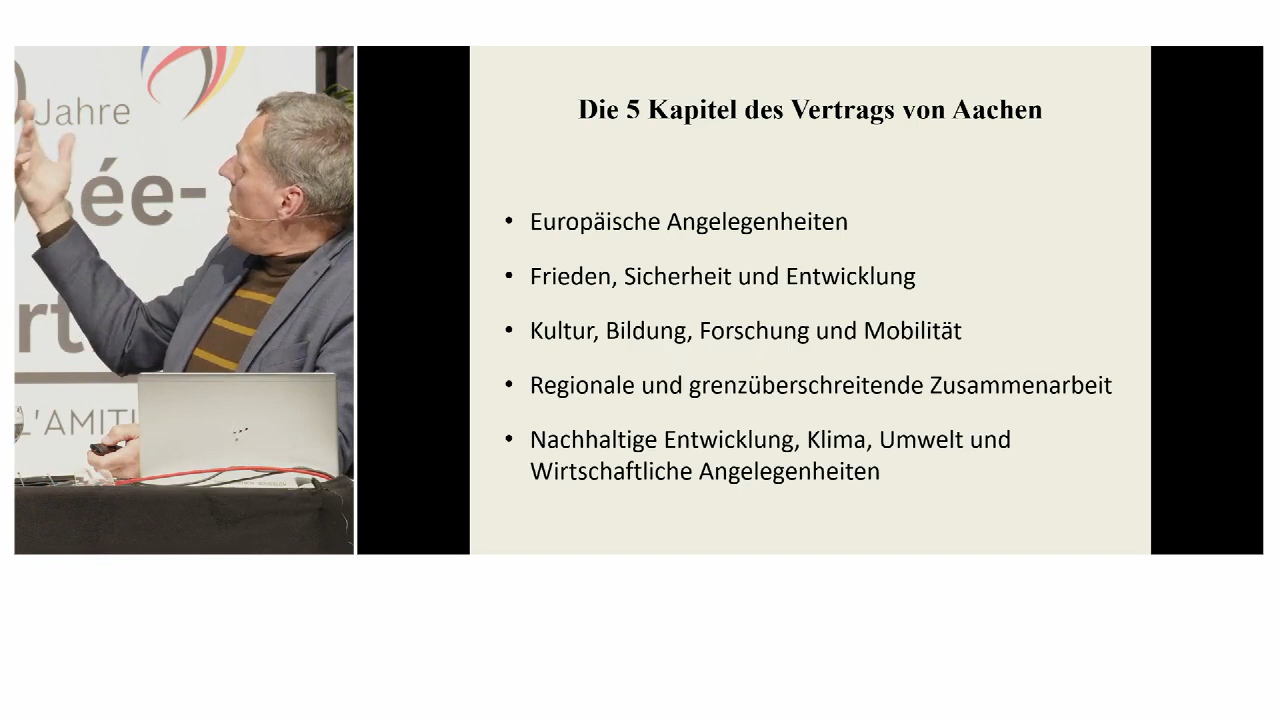 Jahre
sée-
rt
L'AMITI
Die 5 Kapitel des Vertrags von Aachen
• Europäische Angelegenheiten
• Frieden, Sicherheit und Entwicklung
• Kultur, Bildung, Forschung und Mobilität
• Regionale und grenzüberschreitende Zusammenarbeit
• Nachhaltige Entwicklung, Klima, Umwelt und
Wirtschaftliche Angelegenheiten